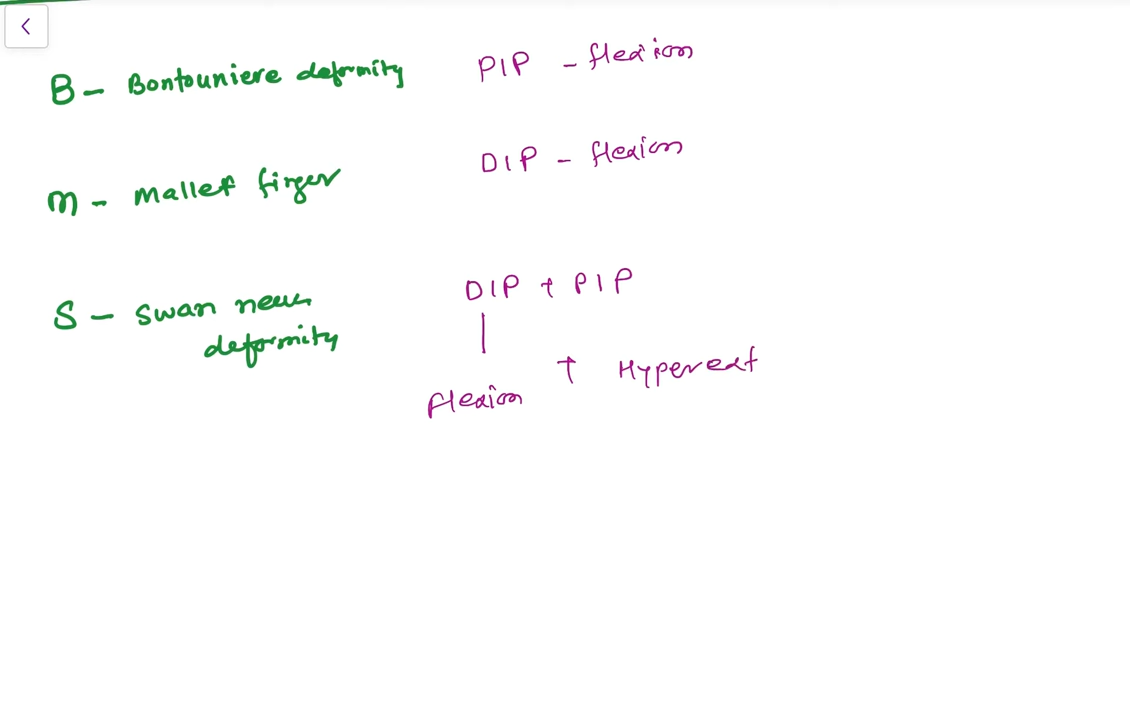 B - Bontouniere deformity PIP - flexion
M - Mallet finger DIP - flexion
S - Swan neck deformity DIP + PIP
flexion + Hyperext